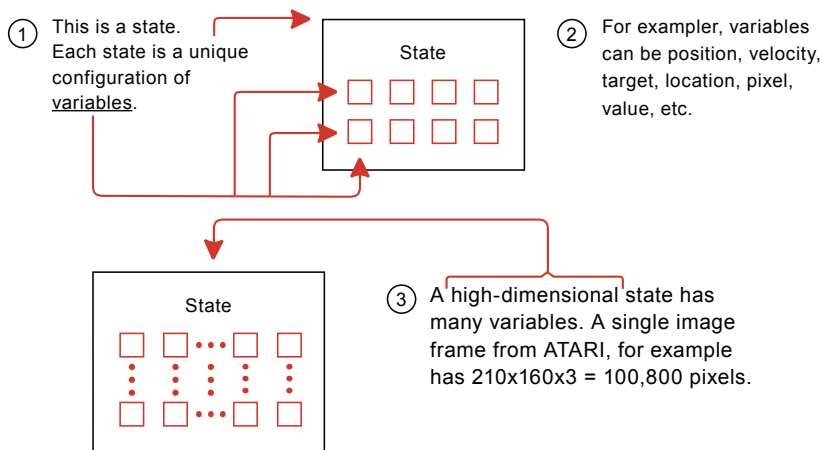 1 This is a state.
Each state is a unique
configuration of
variables.
State
2 For exampler, variables
can be position, velocity,
target, location, pixel,
value, etc.
State
3 A high-dimensional state has
many variables. A single image
frame from ATARI, for example
has 210x160x3 = 100,800 pixels.